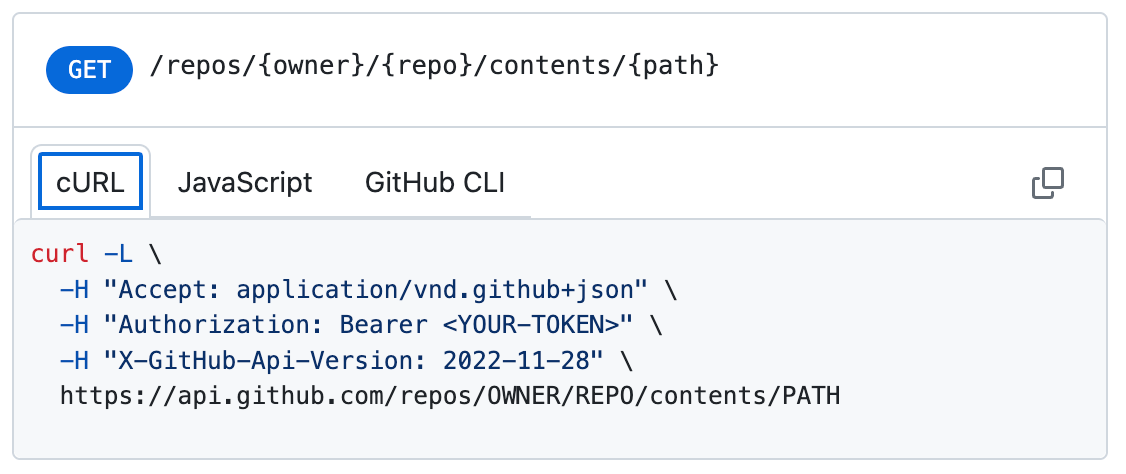 GET /repos/{owner}/{repo}/contents/{path}
cURL JavaScript GitHub CLI
curl -L \
  -H "Accept: application/vnd.github+json" \
  -H "Authorization: Bearer <YOUR-TOKEN>" \
  -H "X-GitHub-Api-Version: 2022-11-28" \
  https://api.github.com/repos/OWNER/REPO/contents/PATH